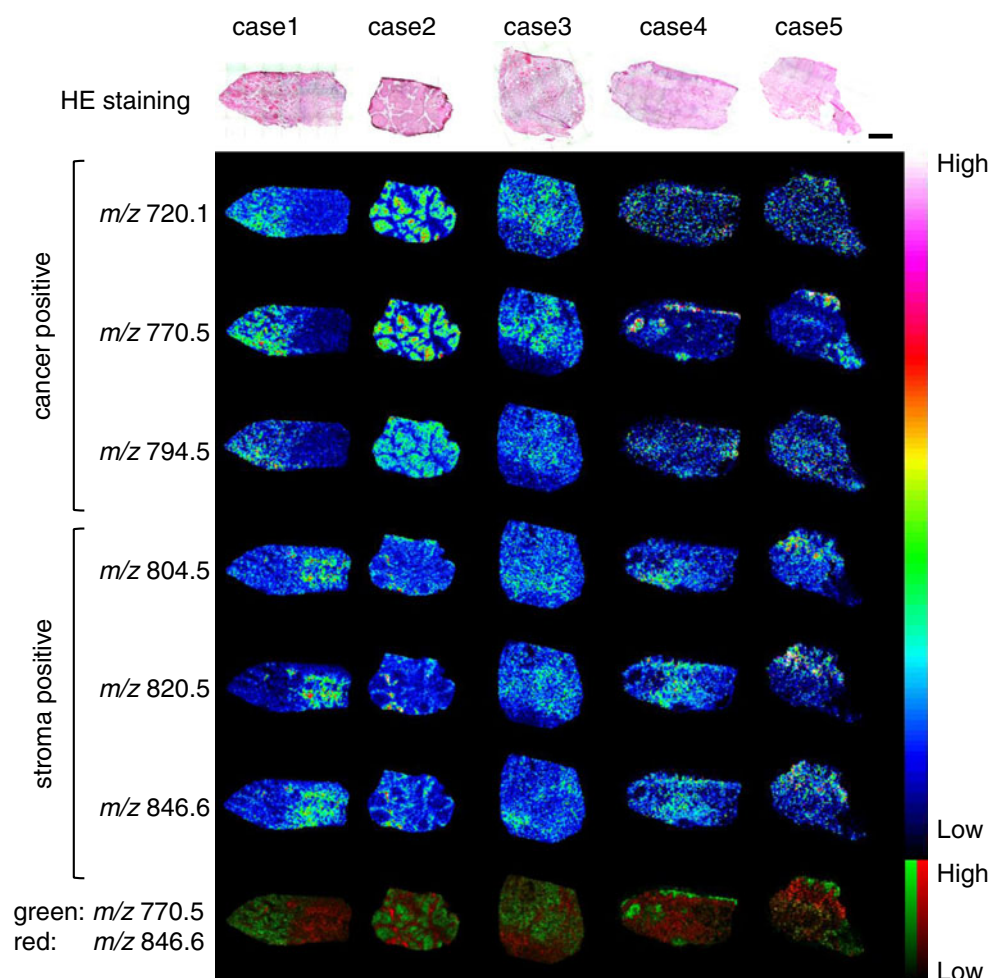 case1 case2 case3 case4 case5
HE staining
High
cancer positive
m/z 720.1
m/z 770.5
m/z 794.5
stroma positive
m/z 804.5
m/z 820.5
m/z 846.6
Low
green: m/z 770.5
red: m/z 846.6
High
Low